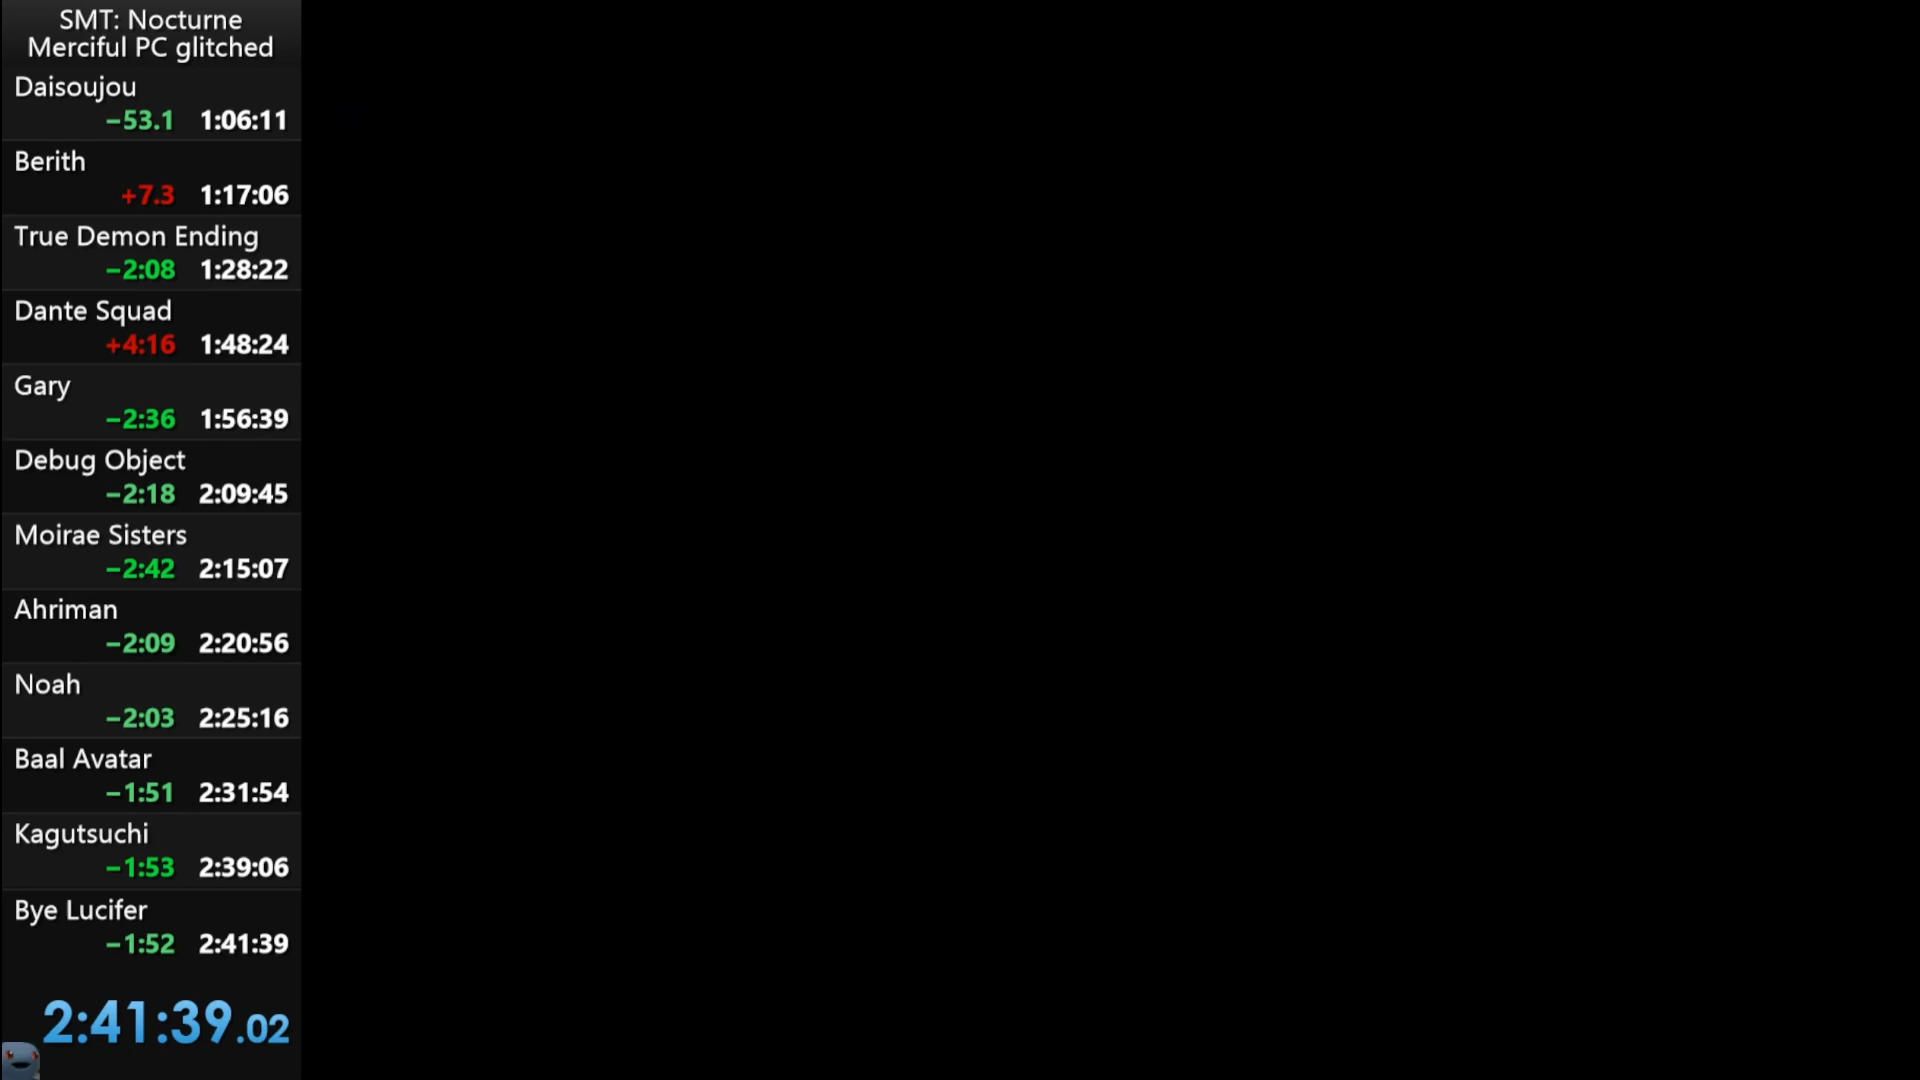 SMT: Nocturne
Merciful PC glitched
Daisoujou
−53.1 1:06:11
Berith
+7.3 1:17:06
True Demon Ending
−2:08 1:28:22
Dante Squad
+4:16 1:48:24
Gary
−2:36 1:56:39
Debug Object
−2:18 2:09:45
Moirae Sisters
−2:42 2:15:07
Ahriman
−2:09 2:20:56
Noah
−2:03 2:25:16
Baal Avatar
−1:51 2:31:54
Kagutsuchi
−1:53 2:39:06
Bye Lucifer
−1:52 2:41:39
2:41:39.02